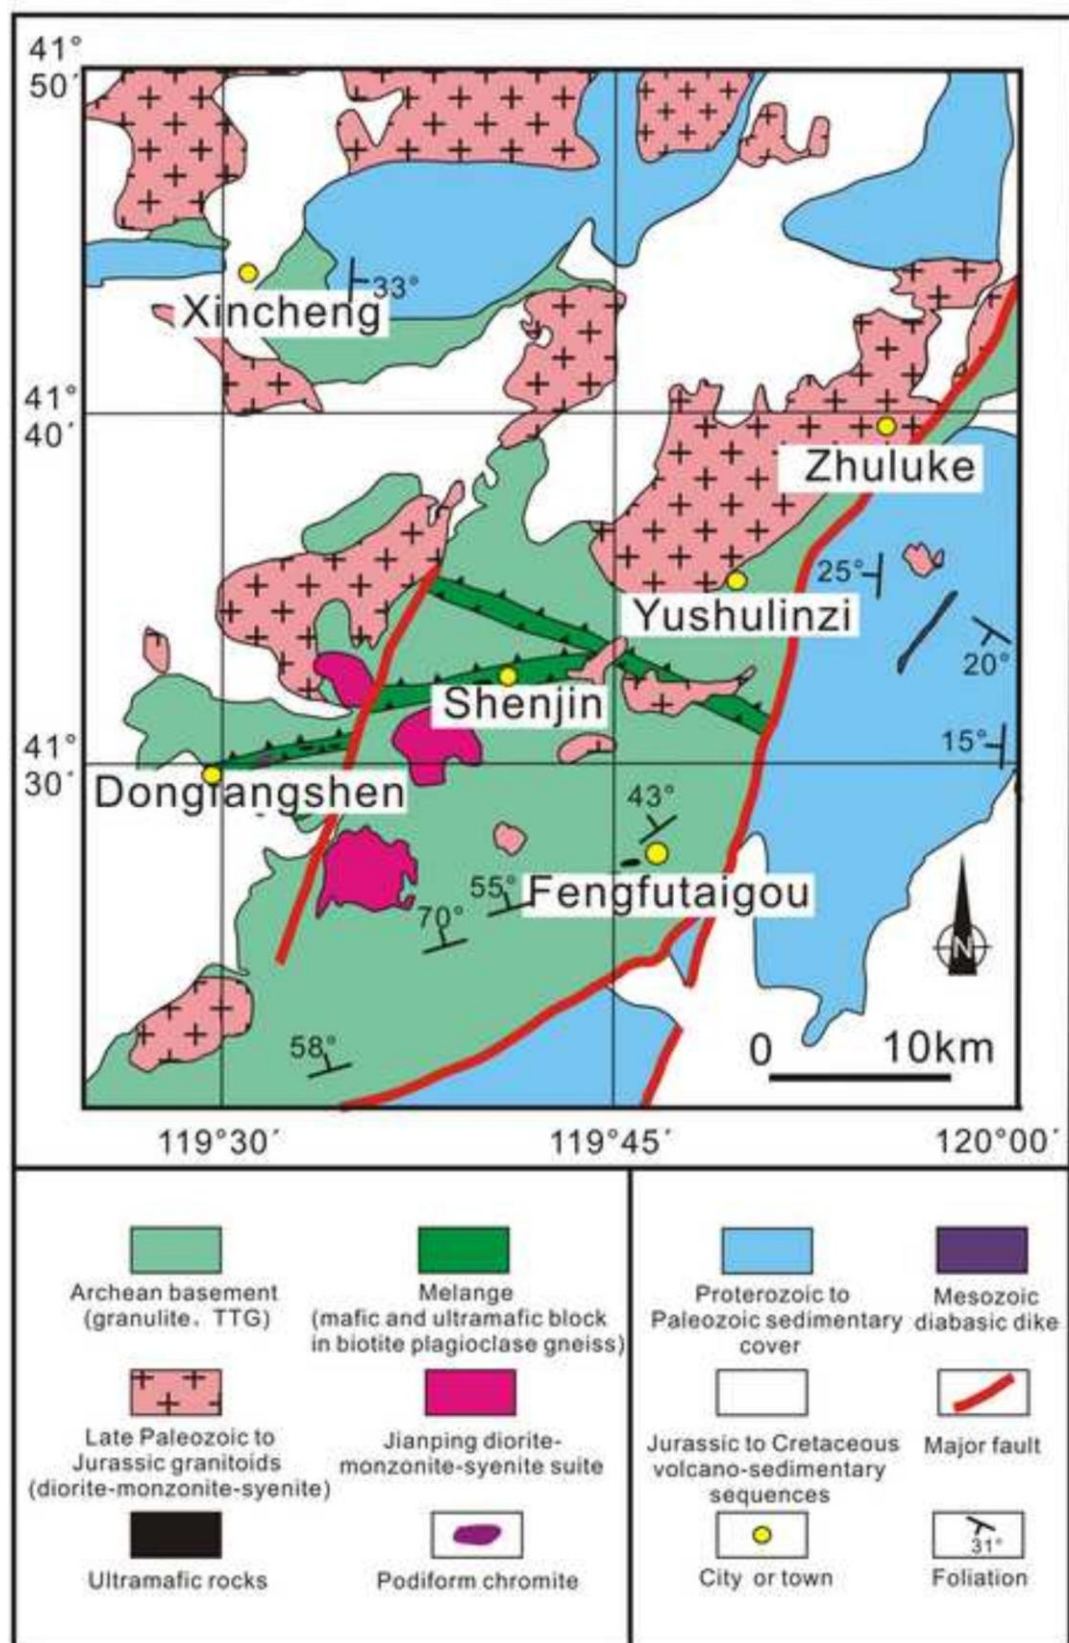 41°
50′
33°
Xincheng
41°
40′
Zhuluke
25°
Yushulinzi
20°
Shenjin
41°
30′
15°
Dongfangshen
43°
55°
Fengfutaigou
70°
N
58°
0 10km
119°30′ 119°45′ 120°00′
Archean basement
(granulite, TTG)
Melange
(mafic and ultramafic block
in biotite plagioclase gneiss)
Proterozoic to
Paleozoic sedimentary
cover
Mesozoic
diabasic dike
Late Paleozoic to
Jurassic granitoids
(diorite-monzonite-syenite)
Jianping diorite-
monzonite-syenite suite
Jurassic to Cretaceous
volcano-sedimentary
sequences
Major fault
Ultramafic rocks
Podiform chromite
City or town
31°
Foliation